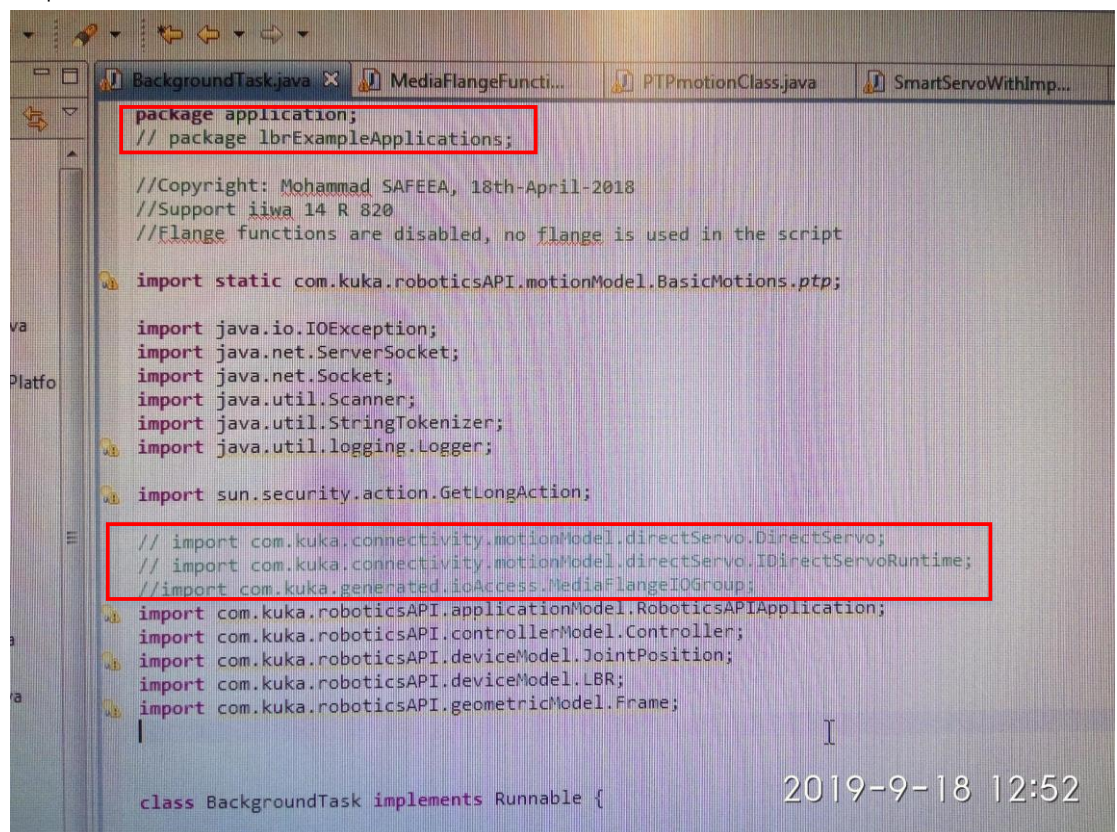 BackgroundTask.java MediaFlangeFuncti... PTPmotionClass.java SmartServoWithImp...
package application;
// package lbrExampleApplications;
//Copyright: Mohammad SAFEEA, 18th-April-2018
//Support iiwa 14 R 820
//Flange functions are disabled, no flange is used in the script
import static com.kuka.roboticsAPI.motionModel.BasicMotions.ptp;
va
import java.io.IOException;
import java.net.ServerSocket;
Platfo
import java.net.Socket;
import java.util.Scanner;
import java.util.StringTokenizer;
import java.util.logging.Logger;
import sun.security.action.GetLongAction;
// import com.kuka.connectivity.motionModel.directServo.DirectServo;
// import com.kuka.connectivity.motionModel.directServo.IDirectServoRuntime;
//import com.kuka.generated.ioAccess.MediaFlangeIOGroup;
import com.kuka.roboticsAPI.applicationModel.RoboticsAPIApplication;
import com.kuka.roboticsAPI.controllerModel.Controller;
import com.kuka.roboticsAPI.deviceModel.JointPosition;
import com.kuka.roboticsAPI.deviceModel.LBR;
import com.kuka.roboticsAPI.geometricModel.Frame;
class BackgroundTask implements Runnable {
2019-9-18 12:52